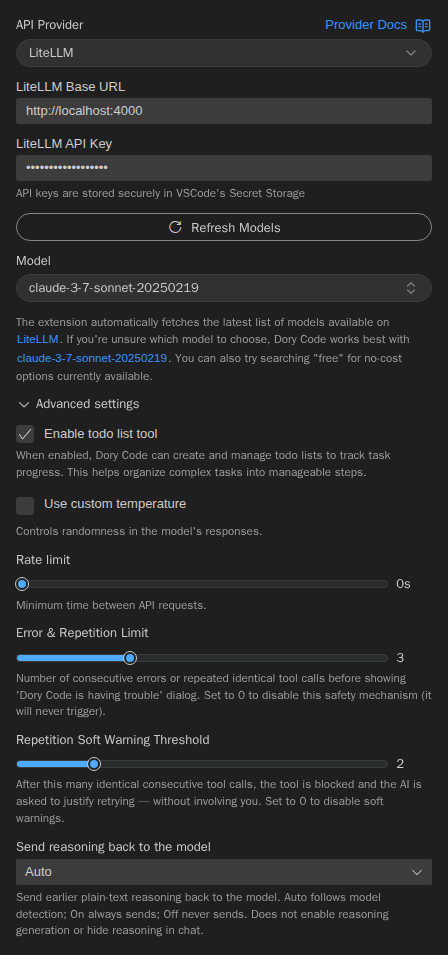 API Provider
Provider Docs
LiteLLM
LiteLLM Base URL
http://localhost:4000
LiteLLM API Key
••••••••••••••••••
API keys are stored securely in VSCode's Secret Storage
Refresh Models
Model
claude-3-7-sonnet-20250219
The extension automatically fetches the latest list of models available on
LiteLLM. If you're unsure which model to choose, Dory Code works best with
claude-3-7-sonnet-20250219. You can also try searching "free" for no-cost
options currently available.
Advanced settings
Enable todo list tool
When enabled, Dory Code can create and manage todo lists to track task
progress. This helps organize complex tasks into manageable steps.
Use custom temperature
Controls randomness in the model's responses.
Rate limit
0s
Minimum time between API requests.
Error & Repetition Limit
3
Number of consecutive errors or repeated identical tool calls before showing
'Dory Code is having trouble' dialog. Set to 0 to disable this safety mechanism (it
will never trigger).
Repetition Soft Warning Threshold
2
After this many identical consecutive tool calls, the tool is blocked and the AI is
asked to justify retrying — without involving you. Set to 0 to disable soft
warnings.
Send reasoning back to the model
Auto
Send earlier plain-text reasoning back to the model. Auto follows model
detection; On always sends; Off never sends. Does not enable reasoning
generation or hide reasoning in chat.